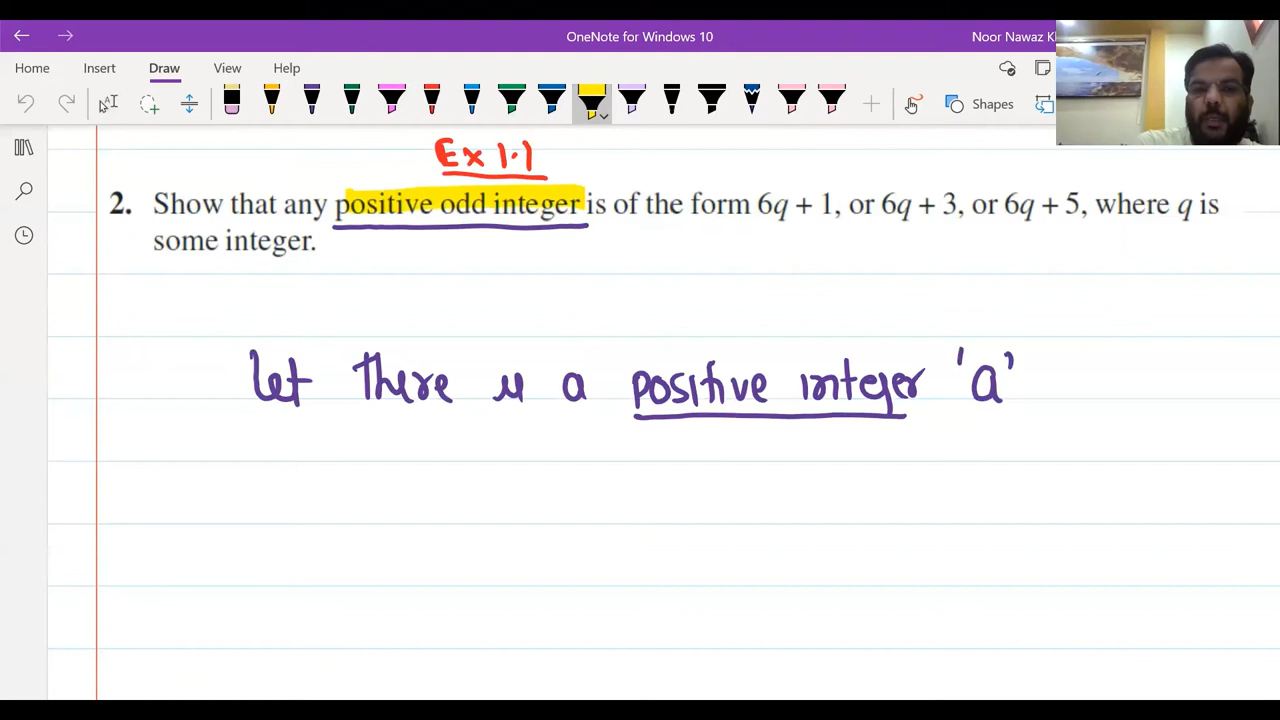 OneNote for Windows 10
Noor Nawaz
Home Insert Draw View Help
Shapes
Ex 1.1
2. Show that any positive odd integer is of the form 6q + 1, or 6q + 3, or 6q + 5, where q is
some integer.
Let there is a positive integer 'a'